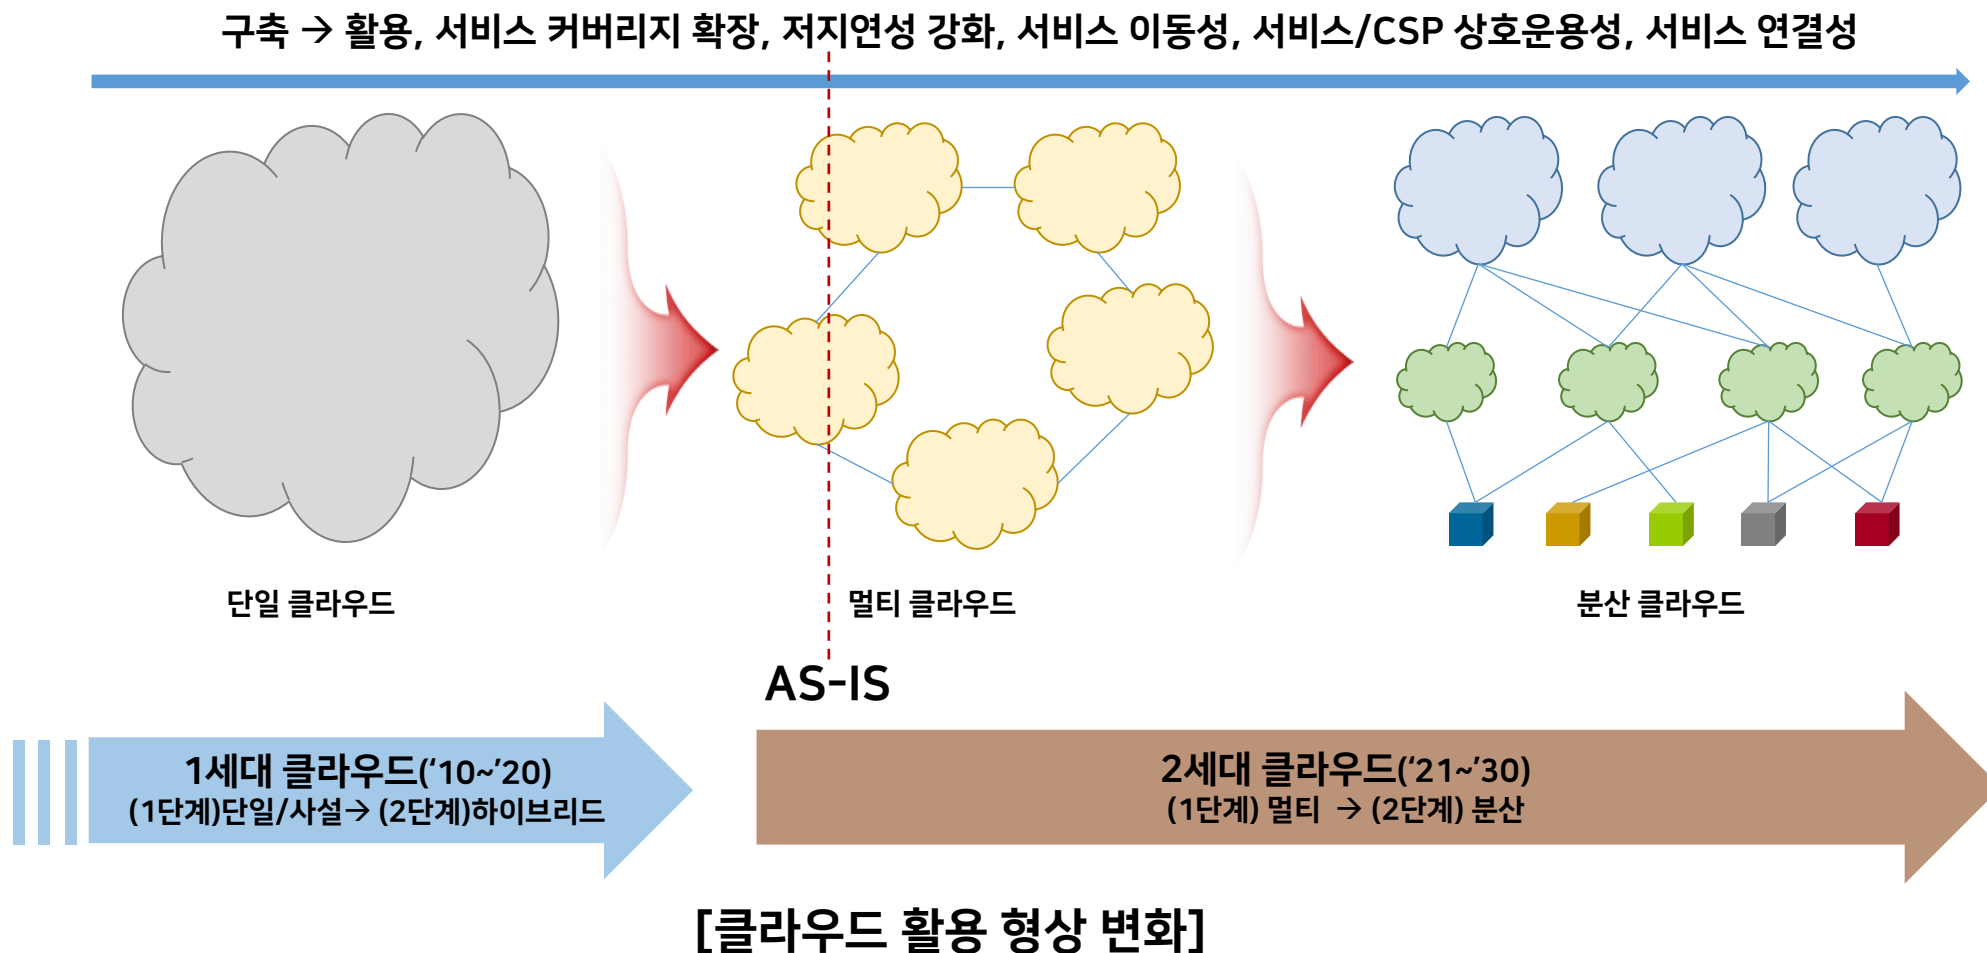 구축 → 활용, 서비스 커버리지 확장, 저지연성 강화, 서비스 이동성, 서비스/CSP 상호운용성, 서비스 연결성
단일 클라우드
멀티 클라우드
분산 클라우드
AS-IS
1세대 클라우드(‘10~’20)
(1단계)단일/사설→ (2단계)하이브리드
2세대 클라우드(‘21~’30)
(1단계) 멀티 → (2단계) 분산
[클라우드 활용 형상 변화]